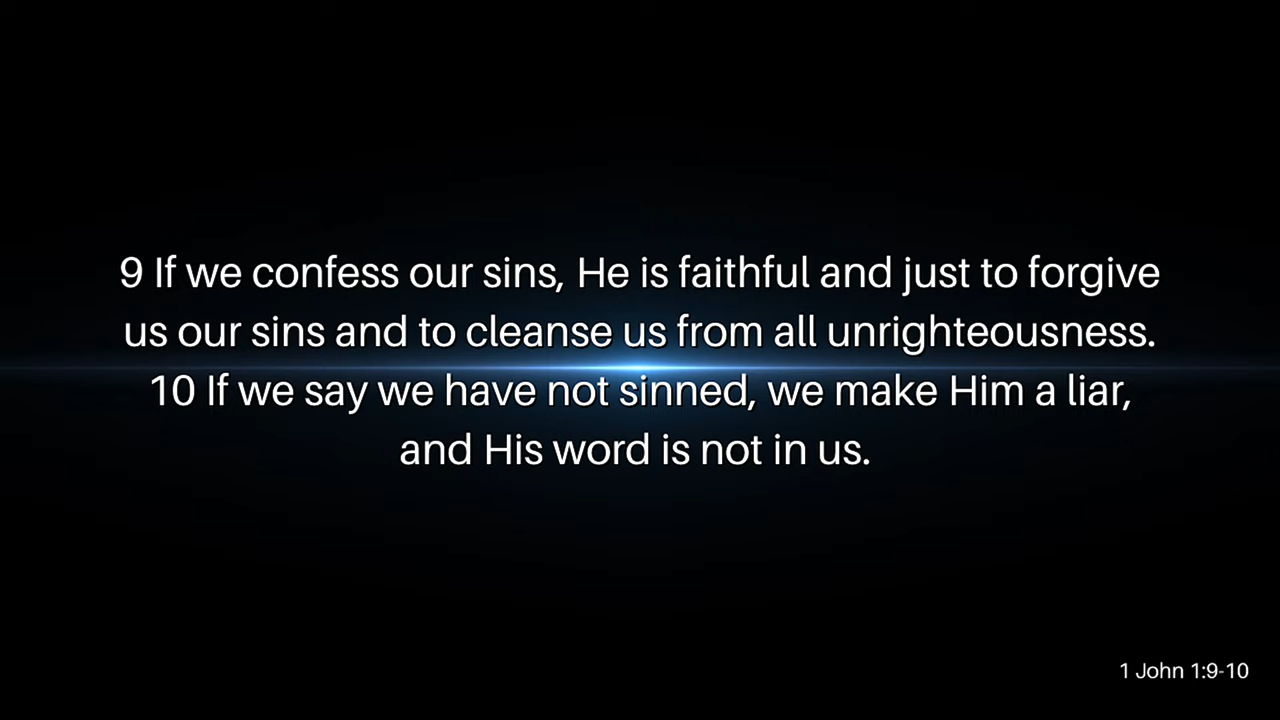 9 If we confess our sins, He is faithful and just to forgive
us our sins and to cleanse us from all unrighteousness.
10 If we say we have not sinned, we make Him a liar,
and His word is not in us.
1 John 1:9-10